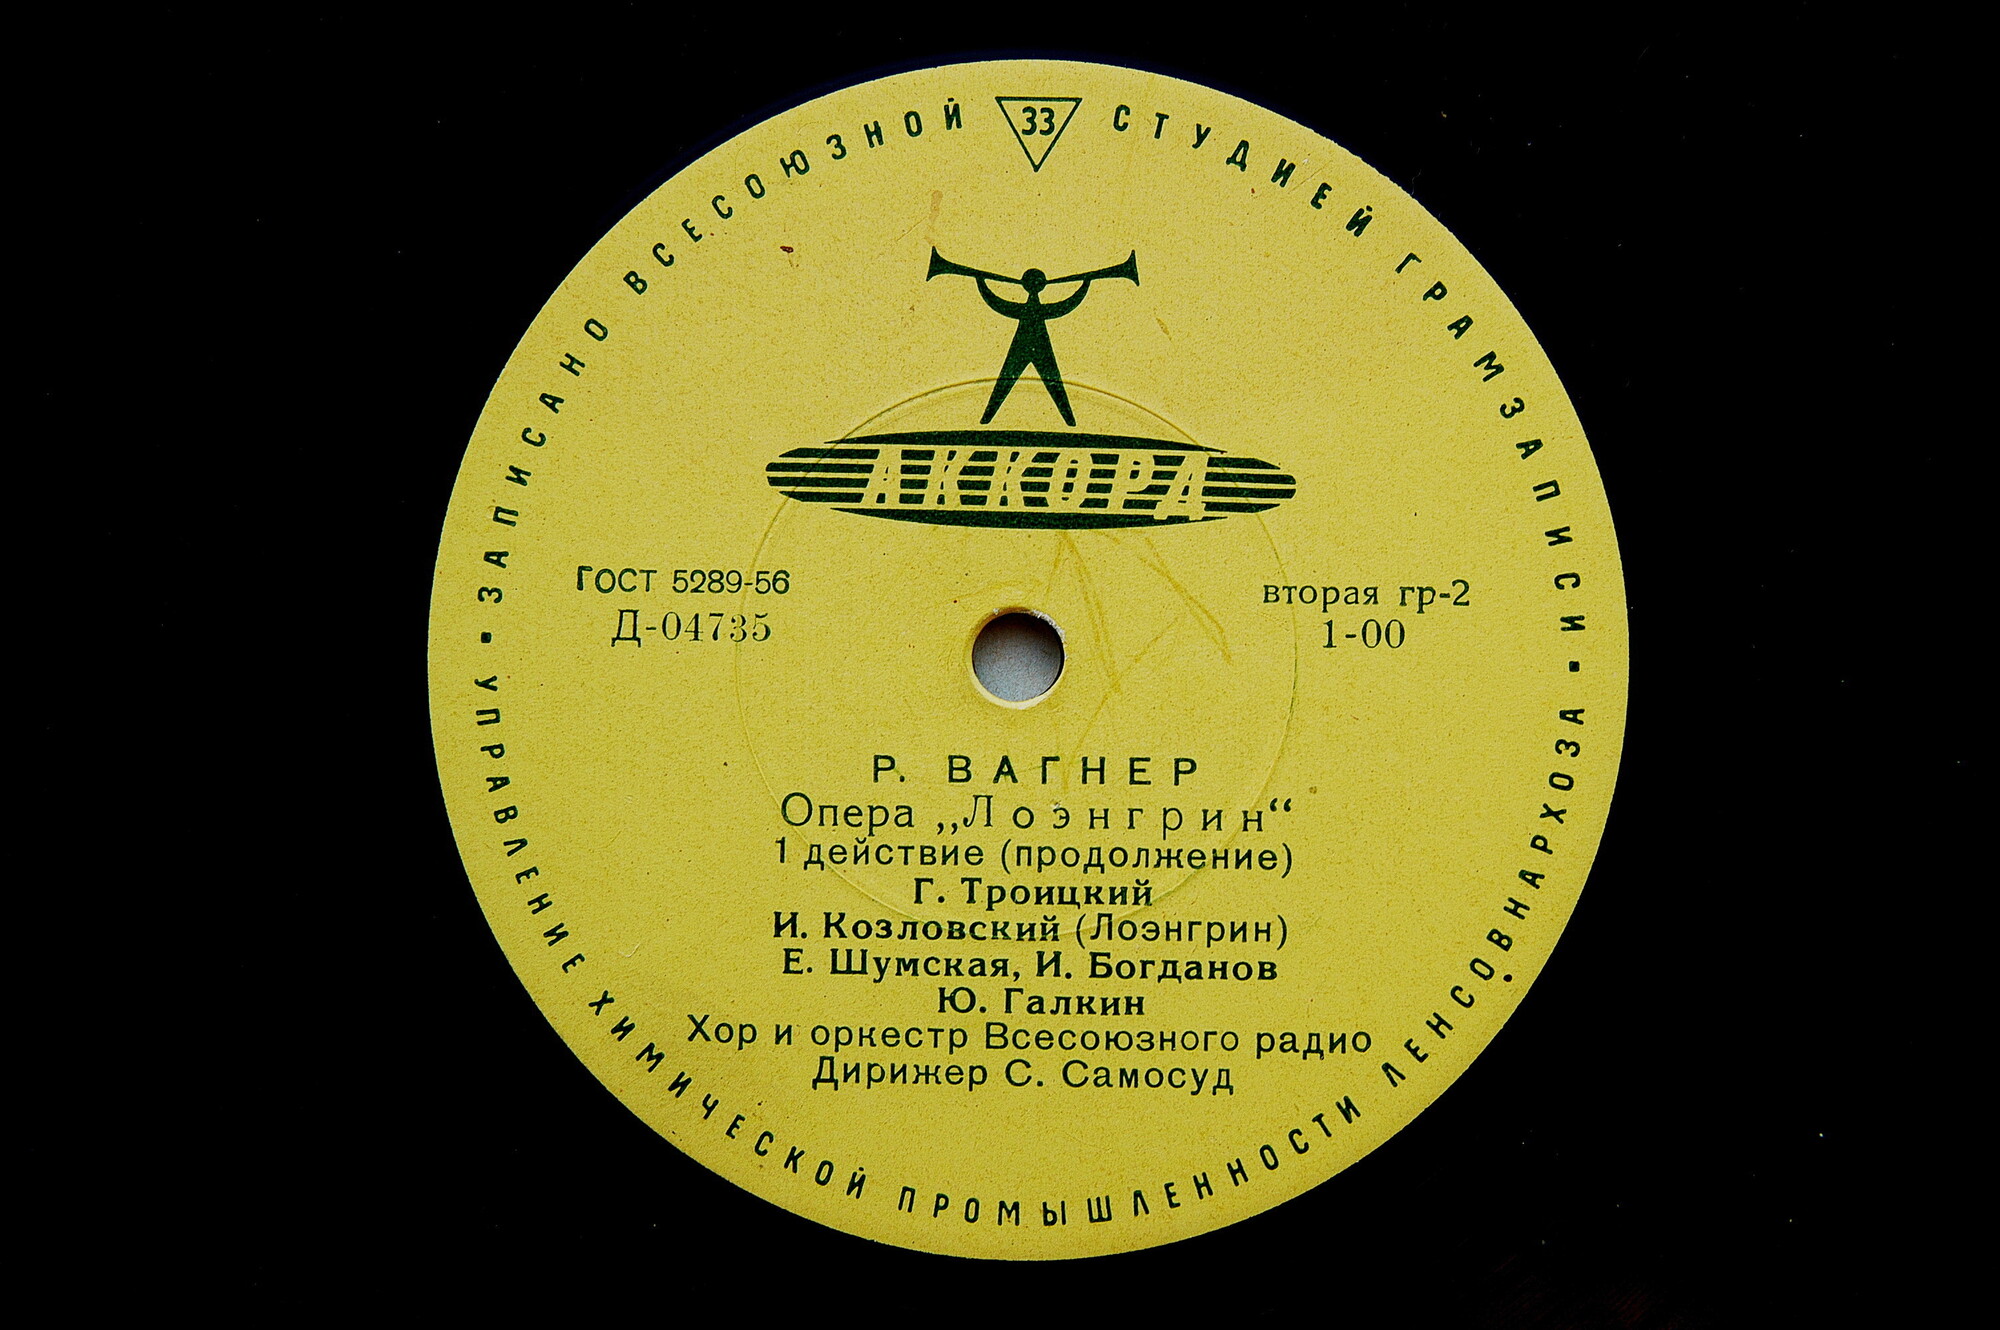 ЗАПИСАНО ВСЕСОЮЗНОЙ 33 СТУДИЕЙ ГРАМЗАПИСИ
АККОРД
ГОСТ 5289-56
Д-04735
вторая гр-2
1-00
Р. ВАГНЕР
Опера „Лоэнгрин“
1 действие (продолжение)
Г. Троицкий
И. Козловский (Лоэнгрин)
Е. Шумская, И. Богданов
Ю. Галкин
Хор и оркестр Всесоюзного радио
Дирижер С. Самосуд
УПРАВЛЕНИЕ ХИМИЧЕСКОЙ ПРОМЫШЛЕННОСТИ ЛЕНСОВНАРХОЗА